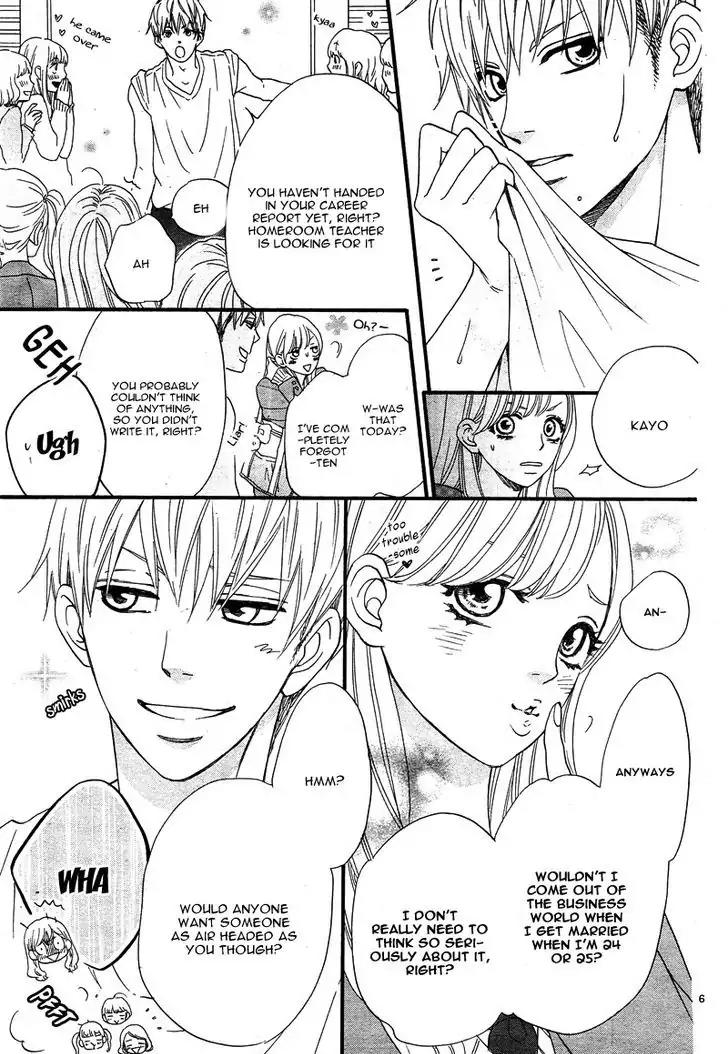 KAYO
YOU HAVEN'T HANDED
IN YOUR CAREER
REPORT YET, RIGHT?
HOMEROOM TEACHER
IS LOOKING FOR IT
kyaa
he came
over
EH
AH
Oh?~
W-WAS
THAT
TODAY?
I'VE COM
-PLETELY
FORGOT
-TEN
Liar!
YOU PROBABLY
COULDN'T THINK
OF ANYTHING,
SO YOU DIDN'T
WRITE IT, RIGHT?
GEH
Ugh
AN-
ANYWAYS
too
trouble
some
WOULDN'T I
COME OUT OF
THE BUSINESS
WORLD WHEN
I GET MARRIED
WHEN I'M 24
OR 25?
I DON'T
REALLY NEED TO
THINK SO SERI-
OUSLY ABOUT IT,
RIGHT?
HMM?
WOULD ANYONE
WANT SOMEONE
AS AIR HEADED AS
YOU THOUGH?
smirks
WHA
PFFT
6